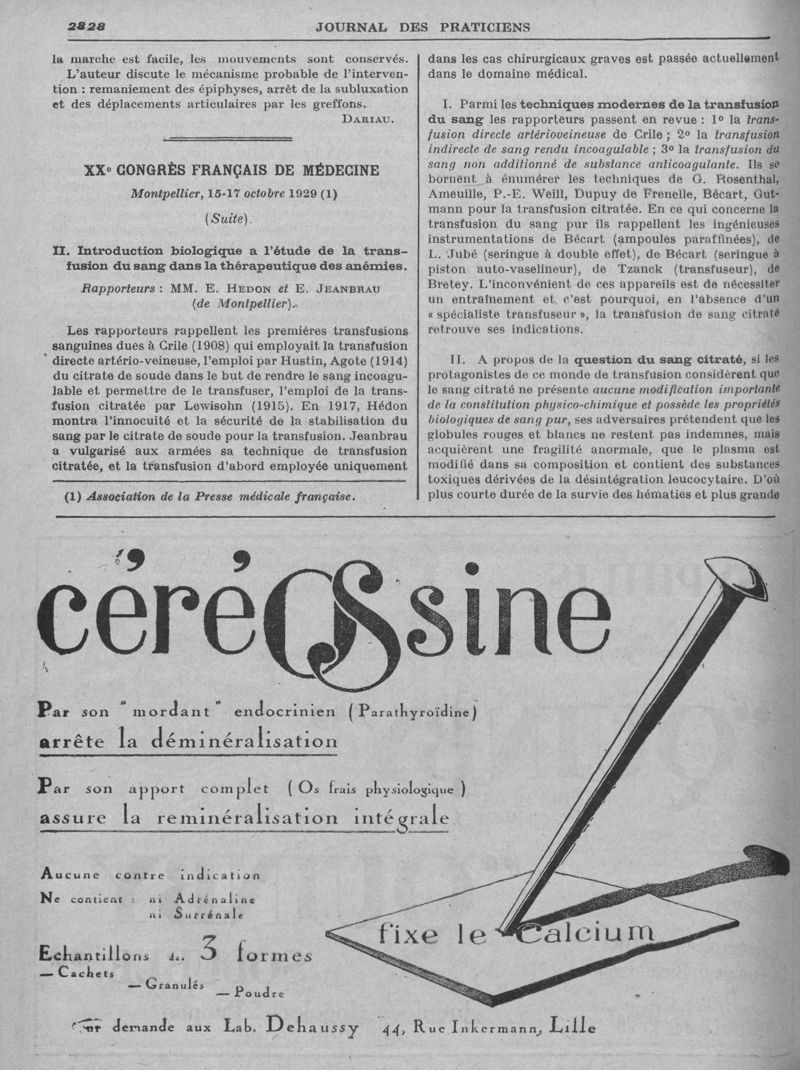 2828
JOURNAL DES PRATICIENS
la marche est facile, les mouvements sont conservés.
L'auteur discute le mécanisme probable de l'interven-
tion : remaniement des épiphyses, arrêt de la subluxation
et des déplacements articulaires par les greffons.
DARIAU.
XXe CONGRÈS FRANÇAIS DE MÉDECINE
Montpellier, 15-17 octobre 1929 (1)
(Suite).
II. Introduction biologique a l'étude de la trans-
fusion du sang dans la thérapeutique des anémies.
Rapporteurs : MM. E. HEDON et E. JEANBRAU
(de Montpellier).
Les rapporteurs rappellent les premières transfusions
sanguines dues à Crile (1908) qui employait la transfusion
directe artério-veineuse, l'emploi par Hustin, Agote (1914)
du citrate de soude dans le but de rendre le sang incoagu-
lable et permettre de le transfuser, l'emploi de la trans-
fusion citratée par Lewisohn (1915). En 1917, Hédon
montra l'innocuité et la sécurité de la stabilisation du
sang par le citrate de soude pour la transfusion. Jeanbrau
a vulgarisé aux armées sa technique de transfusion
citratée, et la transfusion d'abord employée uniquement
(1) Association de la Presse médicale française.
dans les cas chirurgicaux graves est passée actuellement
dans le domaine médical.
I. Parmi les techniques modernes de la transfusion
du sang les rapporteurs passent en revue : 1o la trans-
fusion directe artérioveineuse de Crile ; 2o la transfusion
indirecte de sang rendu incoagulable ; 3o la transfusion du
sang non additionné de substance anticoagulante. Ils se
bornent à énumérer les techniques de G. Rosenthal,
Ameuille, P.-E. Weill, Dupuy de Frenelle, Bécart, Gut-
mann pour la transfusion citratée. En ce qui concerne la
transfusion du sang pur ils rappellent les ingénieuses
instrumentations de Bécart (ampoules paraffinées), de
L. Jubé (seringue à double effet), de Bécart (seringue à
piston auto-vaselineur), de Tzanck (transfuseur), de
Bretey. L'inconvénient de ces appareils est de nécessiter
un entraînement et c'est pourquoi, en l'absence d'un
« spécialiste transfuseur », la transfusion de sang citraté
retrouve ses indications.
II. A propos de la question du sang citraté, si les
protagonistes de ce monde de transfusion considèrent que
le sang citraté ne présente aucune modification importante
de la constitution physico-chimique et possède les propriétés
biologiques de sang pur, ses adversaires prétendent que les
globules rouges et blancs ne restent pas indemnes, mais
acquièrent une fragilité anormale, que le plasma est
modifié dans sa composition et contient des substances
toxiques dérivées de la désintégration leucocytaire. D'où
plus courte durée de la survie des hématies et plus grande
céréOSsine
Par son "mordant" endocrinien (Parathyroïdine)
arrête la déminéralisation
Par son apport complet (Os frais physiologique)
assure la reminéralisation intégrale
Aucune contre indication
Ne contient : ni Adrénaline
ni Surrénale
Echantillons des 3 formes
— Cachets
— Granulés
— Poudre
fixe le Calcium
sur demande aux Lab. Dehaussy 44, Rue Inkermann, Lille